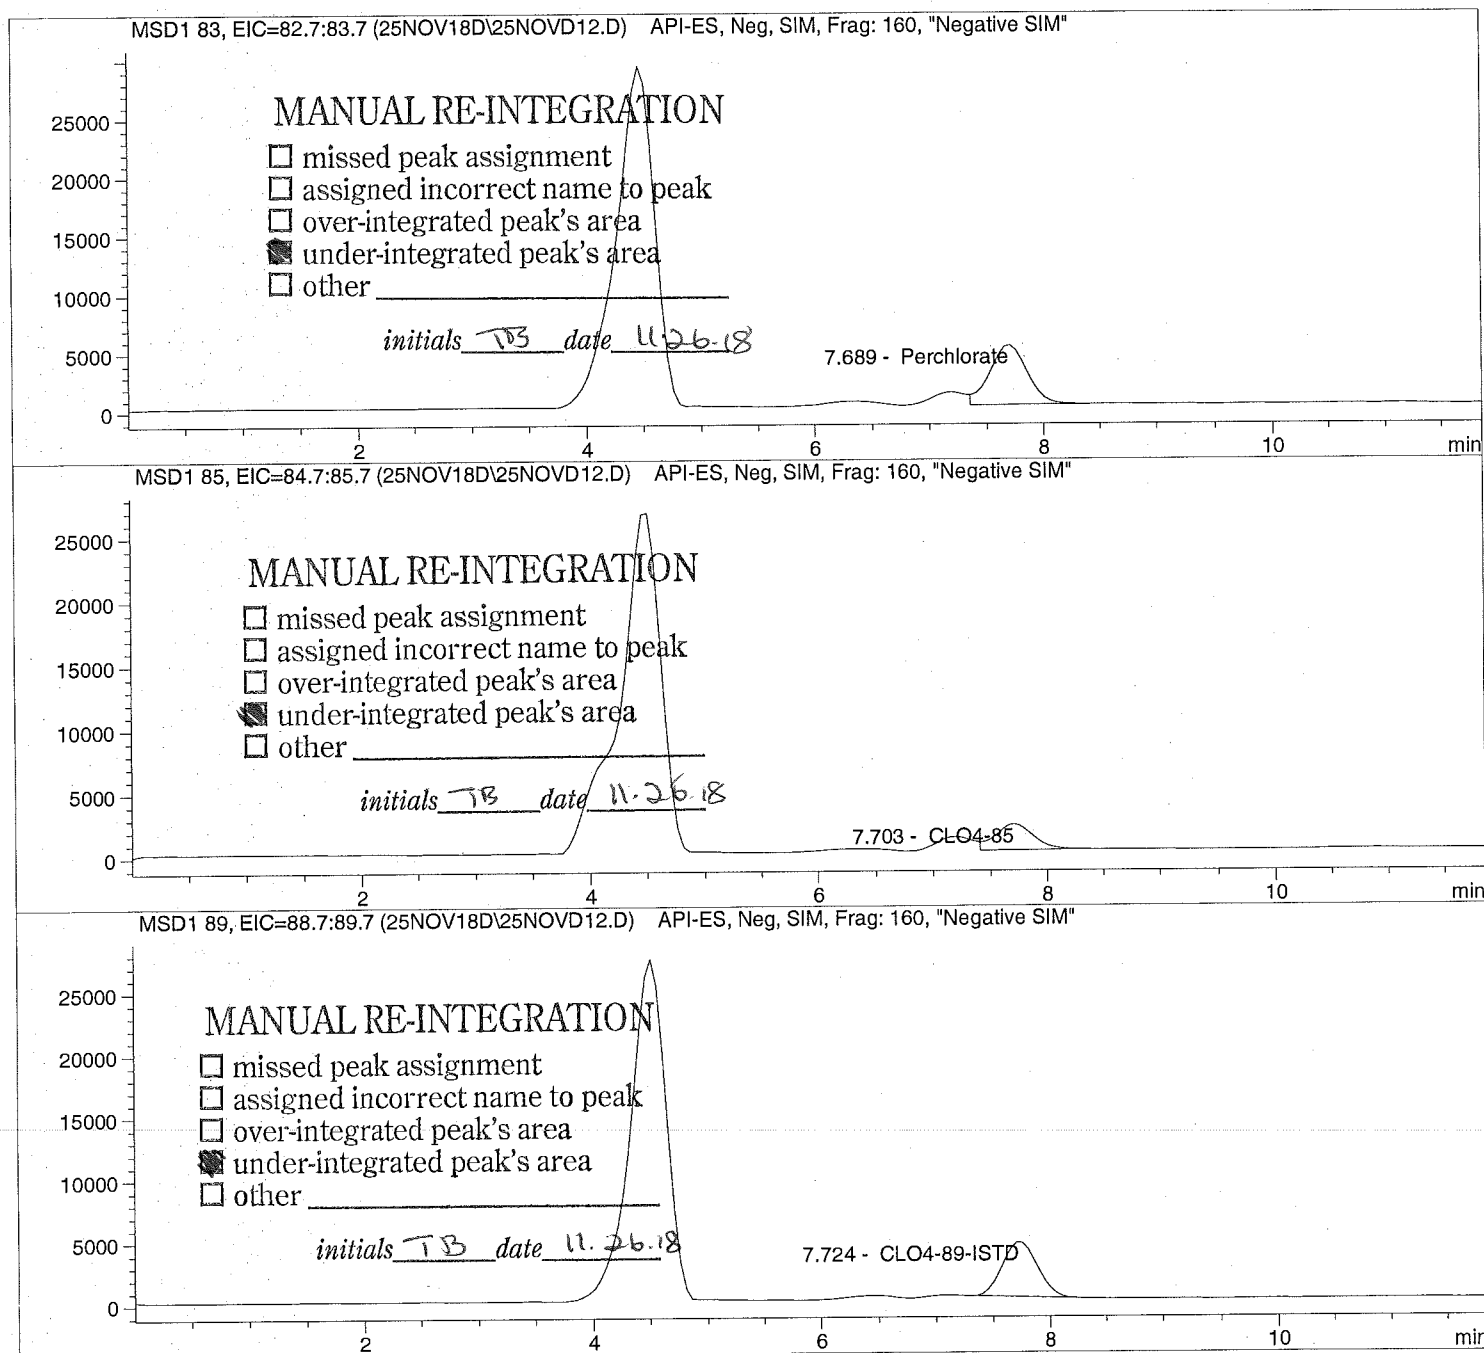 MSD1 83, EIC=82.7:83.7 (25NOV18D\25NOVD12.D) API-ES, Neg, SIM, Frag: 160, "Negative SIM"
MANUAL RE-INTEGRATION
missed peak assignment
assigned incorrect name to peak
over-integrated peak's area
under-integrated peak's area
other
initials TB date 11-26-18
7.689 - Perchlorate
25000
20000
15000
10000
5000
0
2 4 6 8 10 min
MSD1 85, EIC=84.7:85.7 (25NOV18D\25NOVD12.D) API-ES, Neg, SIM, Frag: 160, "Negative SIM"
MANUAL RE-INTEGRATION
missed peak assignment
assigned incorrect name to peak
over-integrated peak's area
under-integrated peak's area
other
initials TB date 11-26-18
7.703 - CLO4-85
25000
20000
15000
10000
5000
0
2 4 6 8 10 min
MSD1 89, EIC=88.7:89.7 (25NOV18D\25NOVD12.D) API-ES, Neg, SIM, Frag: 160, "Negative SIM"
MANUAL RE-INTEGRATION
missed peak assignment
assigned incorrect name to peak
over-integrated peak's area
under-integrated peak's area
other
initials TB date 11.26.18
7.724 - CLO4-89-ISTD
25000
20000
15000
10000
5000
0
2 4 6 8 10 min